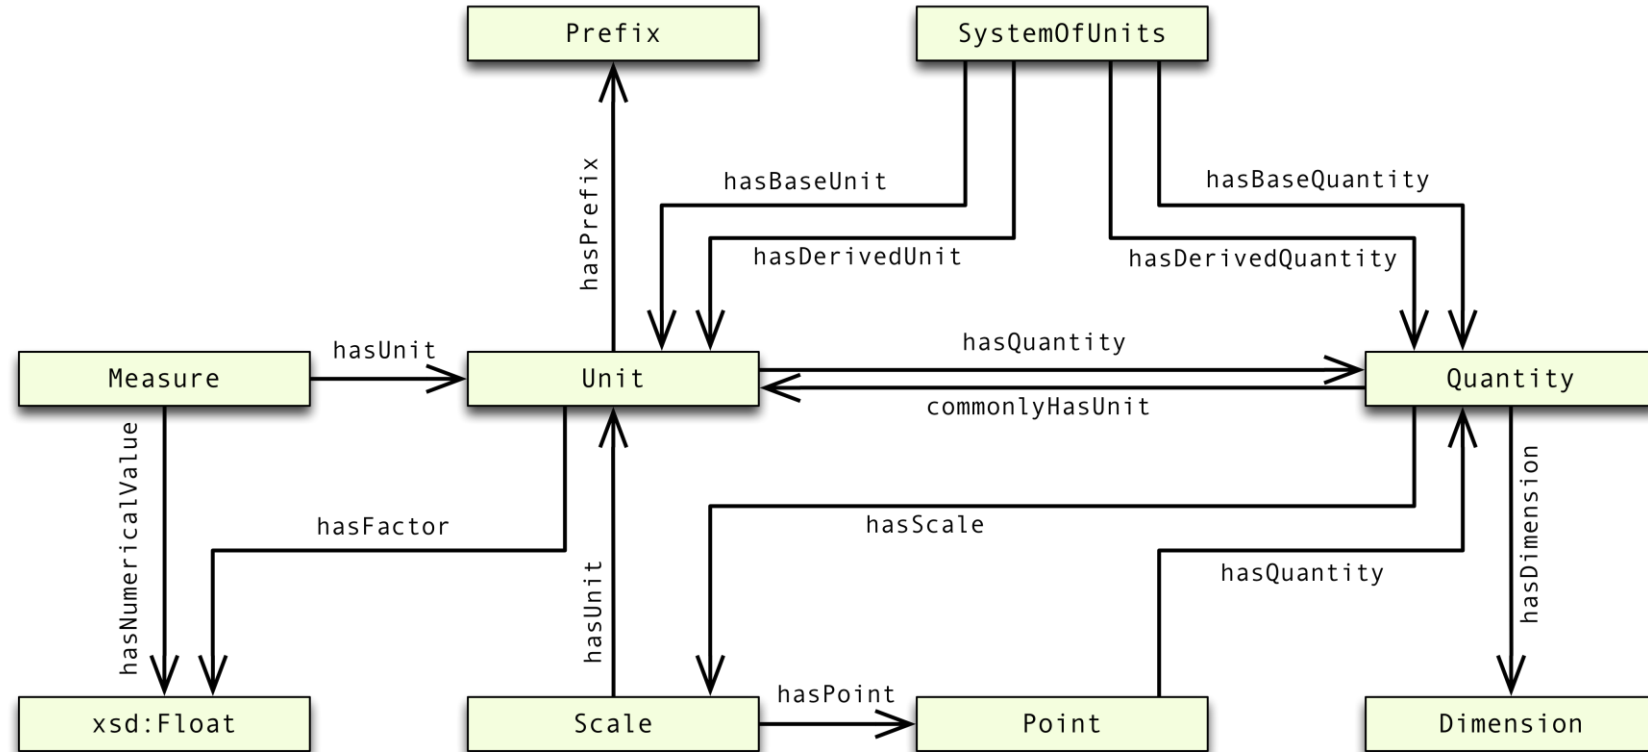 Prefix
SystemOfUnits
hasPrefix
hasBaseUnit
hasBaseQuantity
hasDerivedUnit
hasDerivedQuantity
Measure
hasUnit
Unit
hasQuantity
commonlyHasUnit
Quantity
hasNumericalValue
hasFactor
hasUnit
hasScale
hasQuantity
hasDimension
xsd:Float
Scale
hasPoint
Point
Dimension